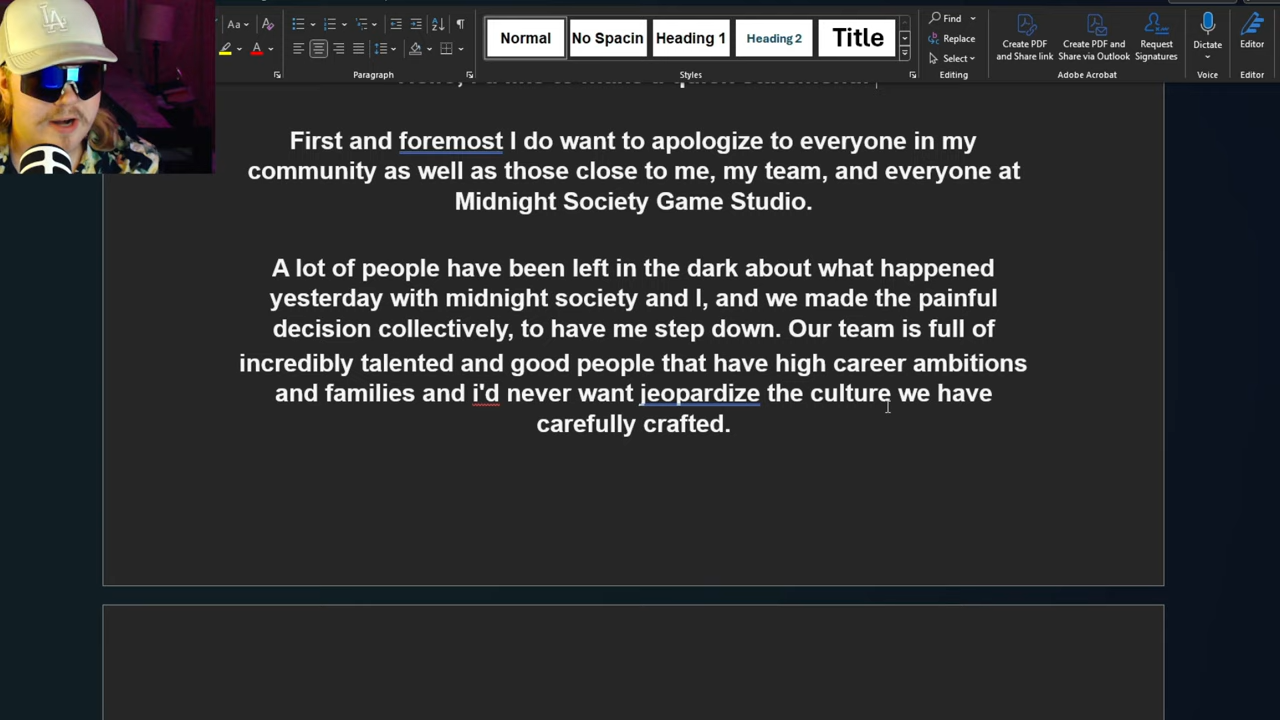 Aa
Normal
No Spacin
Heading 1
Heading 2
Title
Find
Replace
Select
Create PDF
and Share link
Create PDF and
Share via Outlook
Request
Signatures
Dictate
Editor
Paragraph
Styles
Editing
Adobe Acrobat
Voice
Editor
LA
First and foremost I do want to apologize to everyone in my
community as well as those close to me, my team, and everyone at
Midnight Society Game Studio.
A lot of people have been left in the dark about what happened
yesterday with midnight society and I, and we made the painful
decision collectively, to have me step down. Our team is full of
incredibly talented and good people that have high career ambitions
and families and i'd never want jeopardize the culture we have
carefully crafted.